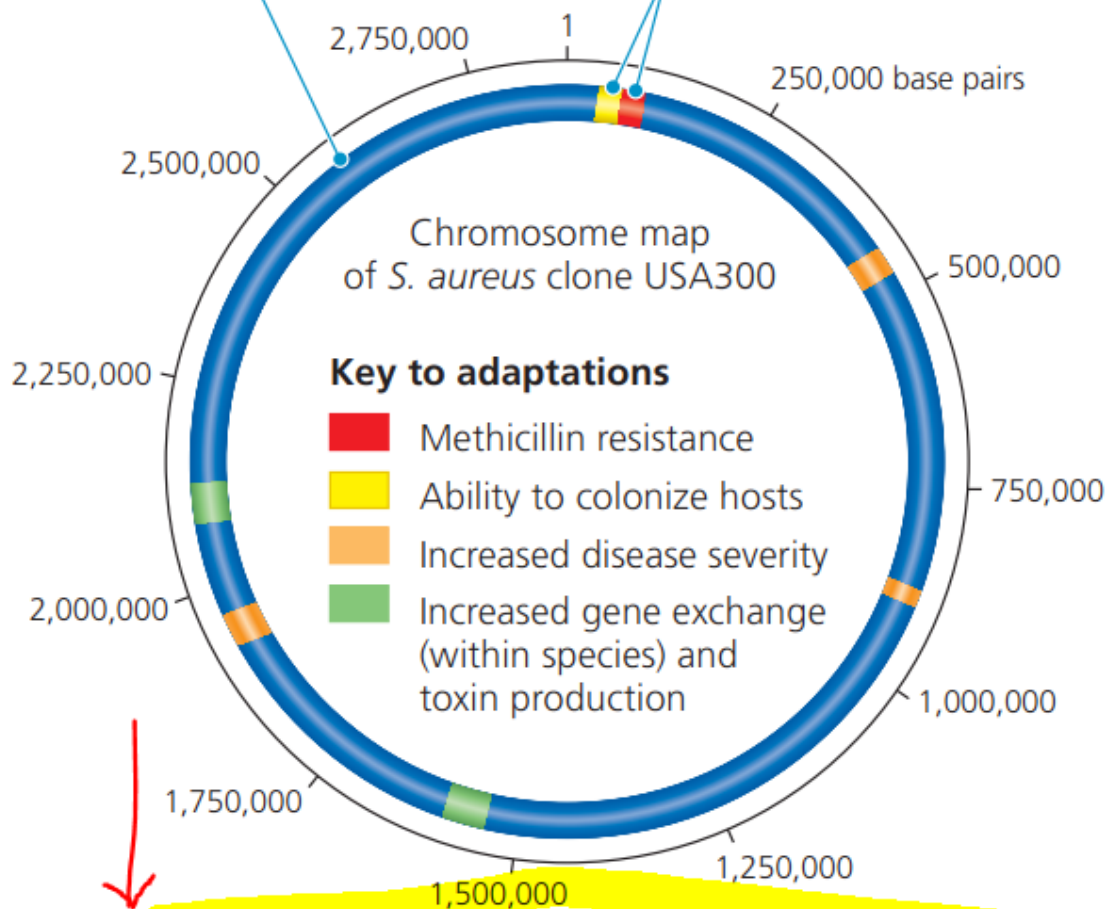 1
2,750,000
250,000 base pairs
2,500,000
500,000
Chromosome map
of S. aureus clone USA300
2,250,000
Key to adaptations
Methicillin resistance
750,000
Ability to colonize hosts
Increased disease severity
2,000,000
Increased gene exchange
(within species) and
toxin production
1,000,000
1,750,000
1,250,000
1,500,000